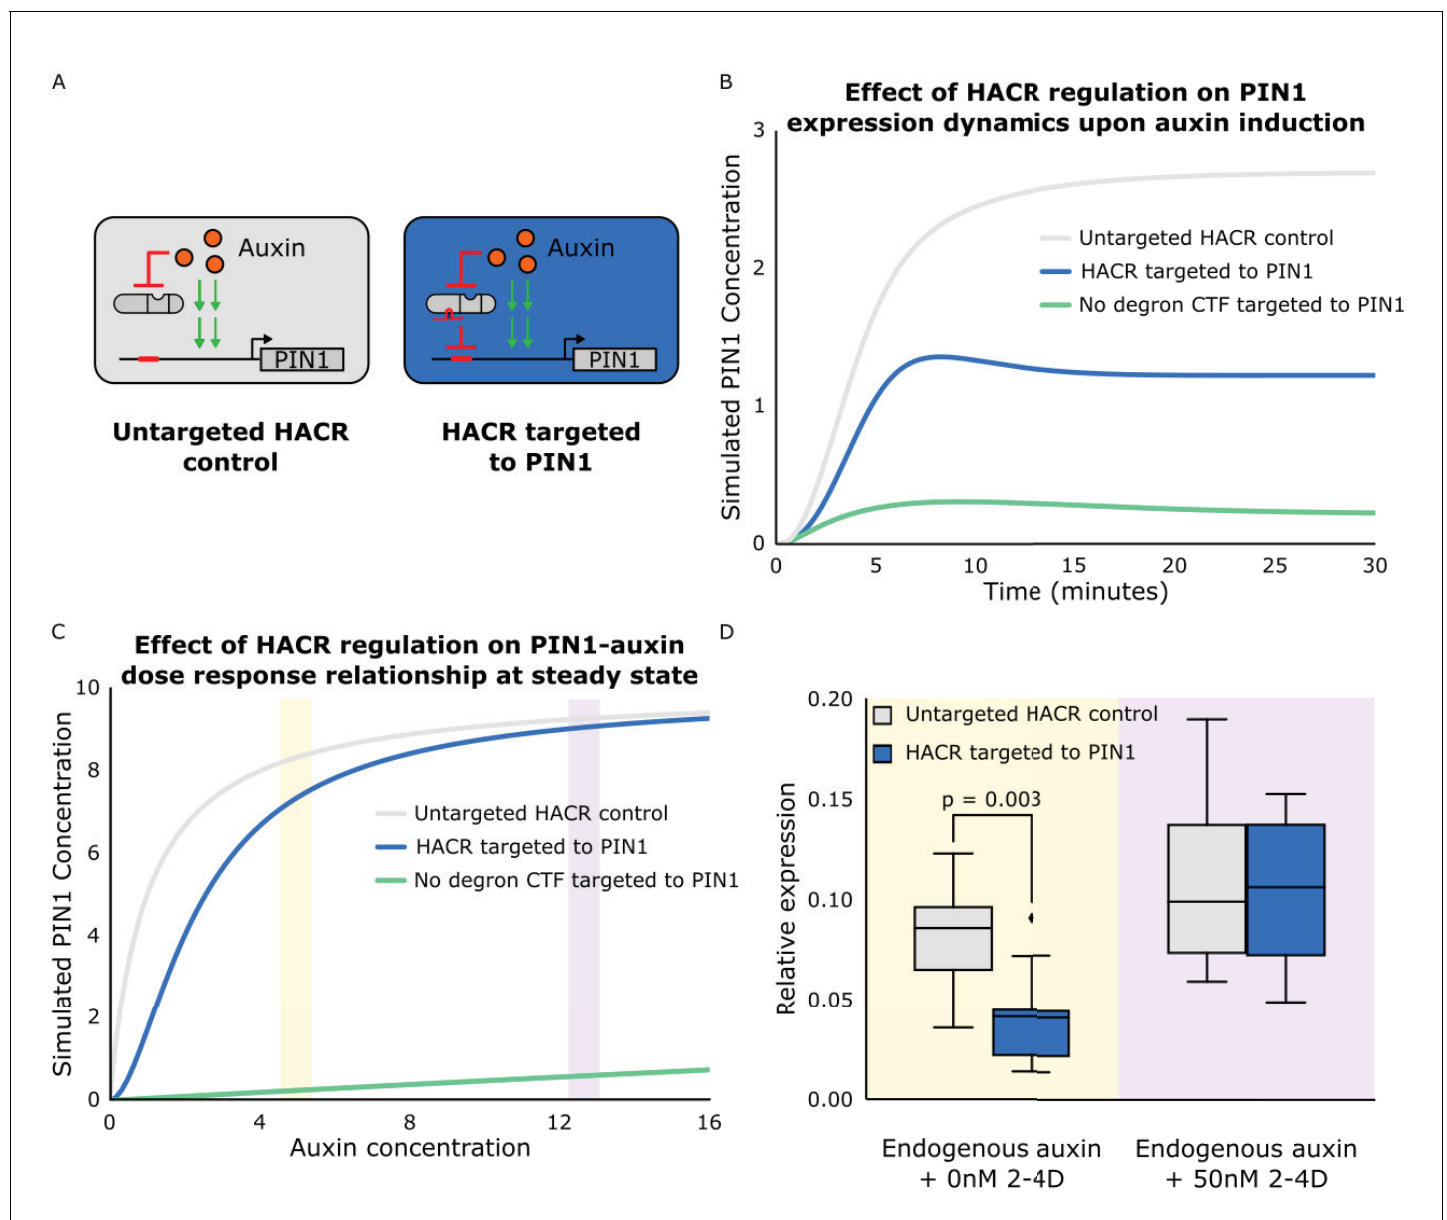 A
Auxin
PIN1
Untargeted HACR
control
Auxin
PIN1
HACR targeted
to PIN1
B
Effect of HACR regulation on PIN1
expression dynamics upon auxin induction
Simulated PIN1 Concentration
3
2
1
0
Untargeted HACR control
HACR targeted to PIN1
No degron CTF targeted to PIN1
0 5 10 15 20 25 30
Time (minutes)
C
Effect of HACR regulation on PIN1-auxin
dose response relationship at steady state
Simulated PIN1 Concentration
10
8
6
4
2
0
Untargeted HACR control
HACR targeted to PIN1
No degron CTF targeted to PIN1
0 4 8 12 16
Auxin concentration
D
Relative expression
0.20
0.15
0.10
0.05
0.00
Untargeted HACR control
HACR targeted to PIN1
p = 0.003
Endogenous auxin
+ 0nM 2-4D
Endogenous auxin
+ 50nM 2-4D